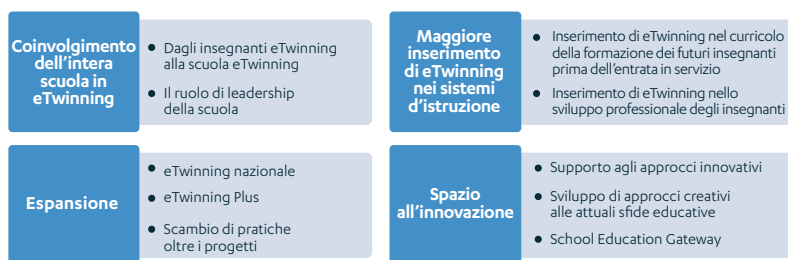 Coinvolgimento
dell'intera
scuola in
eTwinning
• Dagli insegnanti eTwinning
alla scuola eTwinning
• Il ruolo di leadership
della scuola
Maggiore
inserimento
di eTwinning
nei sistemi
d'istruzione
• Inserimento di eTwinning nel curricolo
della formazione dei futuri insegnanti
prima dell'entrata in servizio
• Inserimento di eTwinning nello
sviluppo professionale degli insegnanti
Espansione
• eTwinning nazionale
• eTwinning Plus
• Scambio di pratiche
oltre i progetti
Spazio
all'innovazione
• Supporto agli approcci innovativi
• Sviluppo di approcci creativi
alle attuali sfide educative
• School Education Gateway